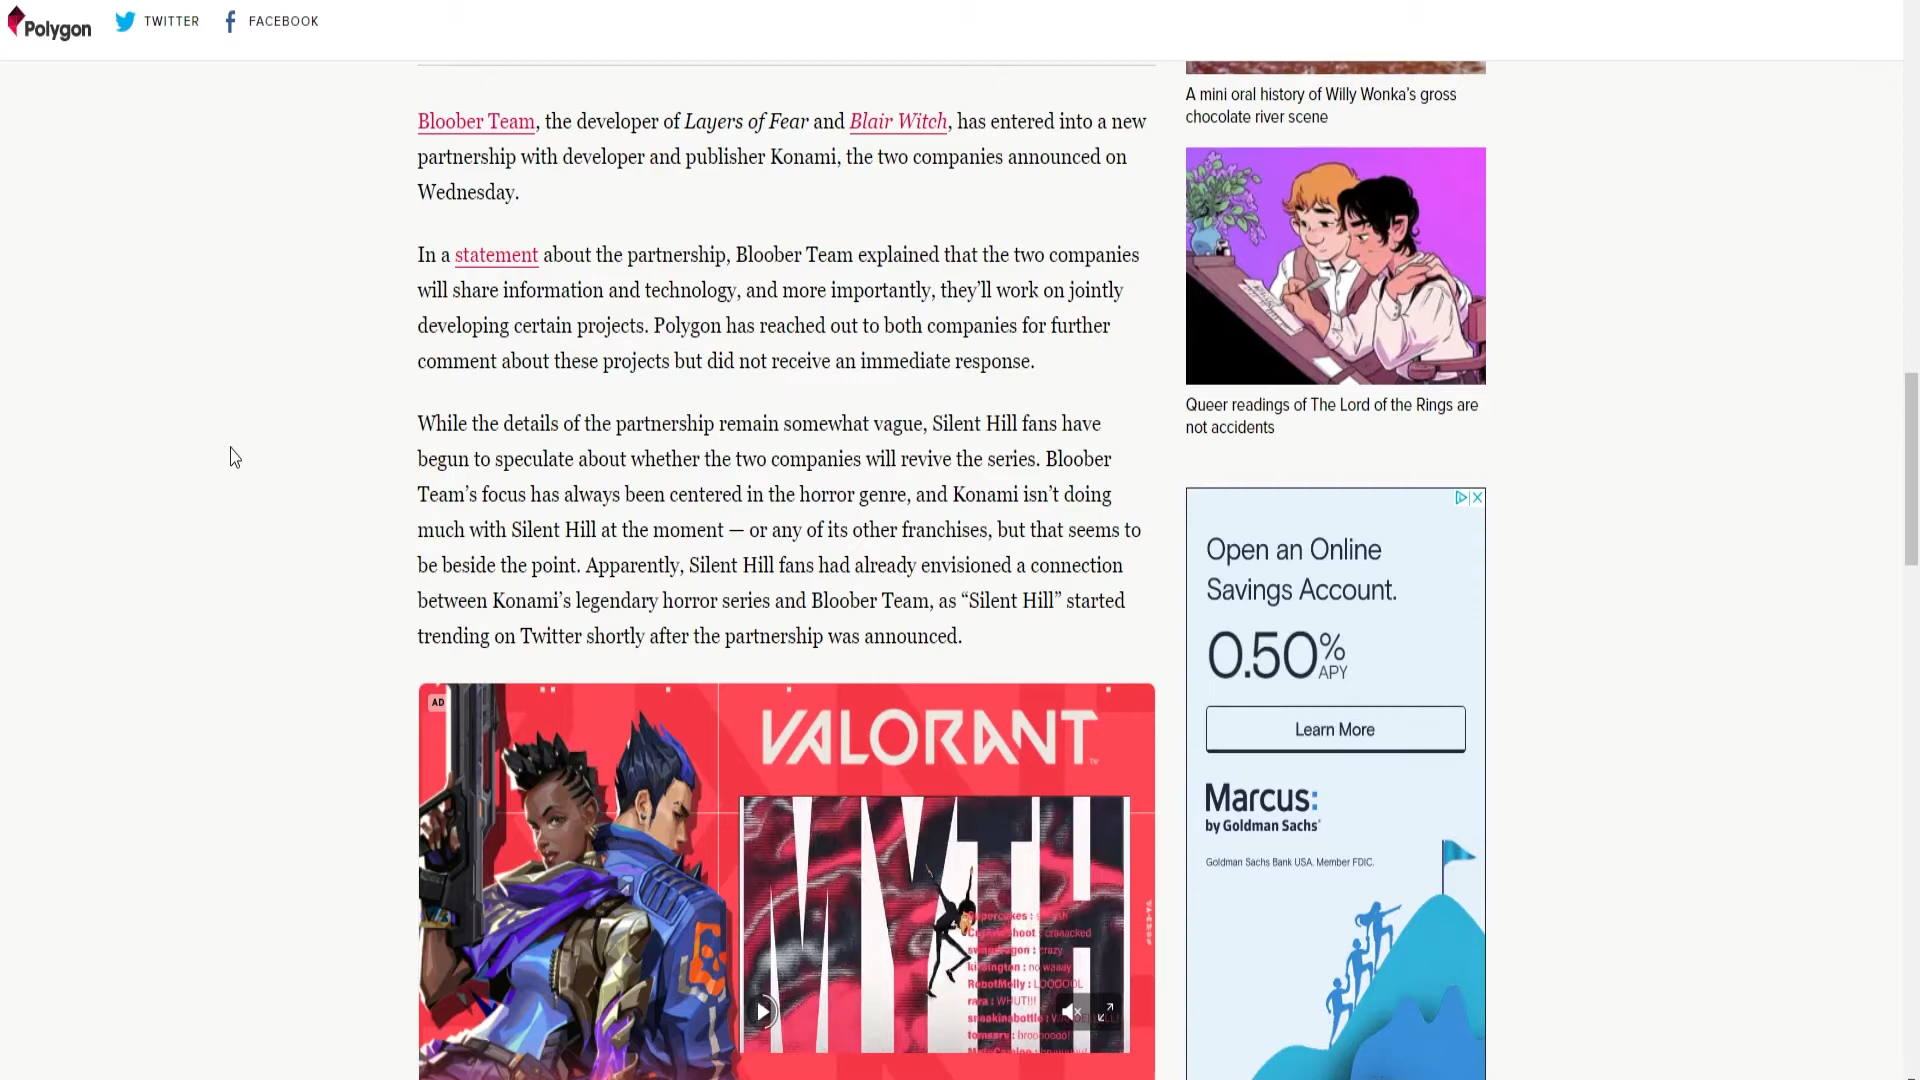 Polygon TWITTER FACEBOOK
Bloober Team, the developer of Layers of Fear and Blair Witch, has entered into a new
partnership with developer and publisher Konami, the two companies announced on
Wednesday.
In a statement about the partnership, Bloober Team explained that the two companies
will share information and technology, and more importantly, they’ll work on jointly
developing certain projects. Polygon has reached out to both companies for further
comment about these projects but did not receive an immediate response.
While the details of the partnership remain somewhat vague, Silent Hill fans have
begun to speculate about whether the two companies will revive the series. Bloober
Team’s focus has always been centered in the horror genre, and Konami isn’t doing
much with Silent Hill at the moment — or any of its other franchises, but that seems to
be beside the point. Apparently, Silent Hill fans had already envisioned a connection
between Konami’s legendary horror series and Bloober Team, as “Silent Hill” started
trending on Twitter shortly after the partnership was announced.
AD
VALORANT
MYTH
craaacked
crazy
no waaay
RobotMolly : LOOOOOL
rara : WHUT!!!
A mini oral history of Willy Wonka’s gross
chocolate river scene
Queer readings of The Lord of the Rings are
not accidents
Open an Online
Savings Account.
0.50% APY
Learn More
Marcus:
by Goldman Sachs®
Goldman Sachs Bank USA. Member FDIC.